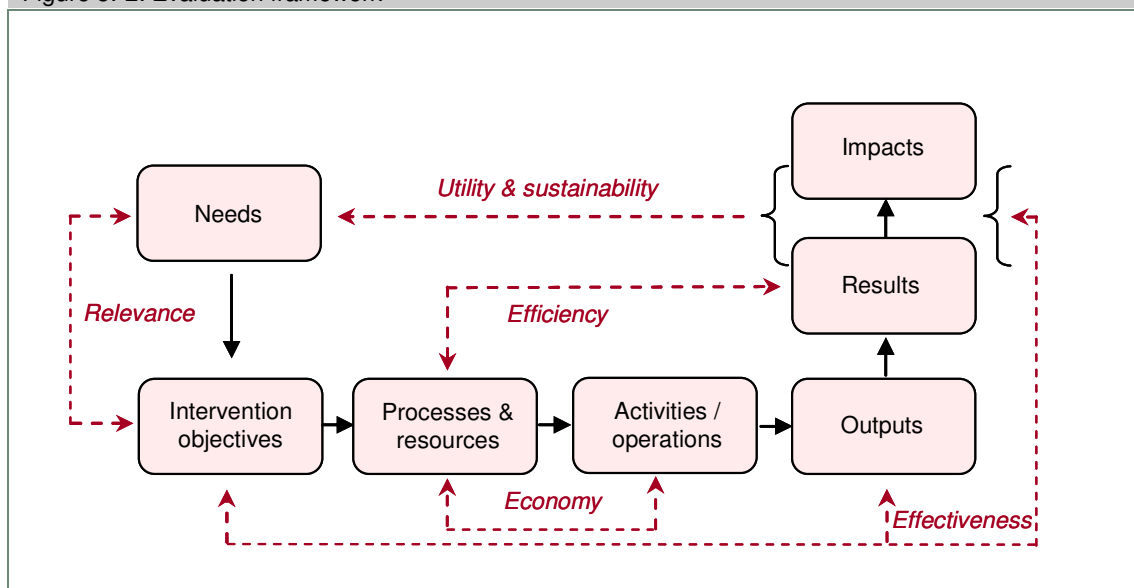 Impacts
Utility & sustainability
Needs
Results
Relevance
Efficiency
Intervention
objectives
Processes &
resources
Activities /
operations
Outputs
Economy
Effectiveness